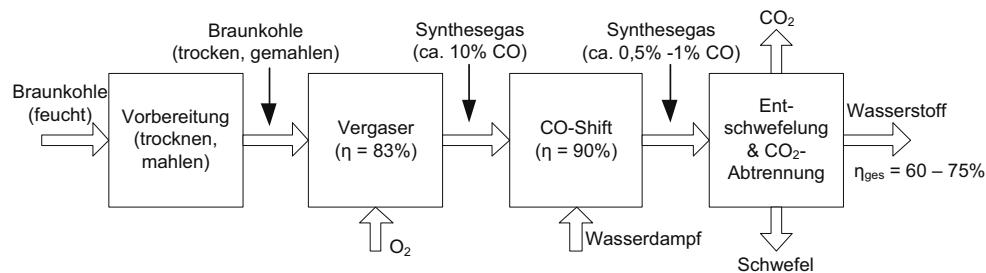 Braunkohle
(feucht)
Vorbereitung
(trocknen,
mahlen)
Braunkohle
(trocken, gemahlen)
Vergaser
(η = 83%)
O₂
Synthesegas
(ca. 10% CO)
CO-Shift
(η = 90%)
Wasserdampf
Synthesegas
(ca. 0,5% -1% CO)
CO₂
Ent-
schwefelung
& CO₂-
Abtrennung
Schwefel
Wasserstoff
ηges = 60 – 75%